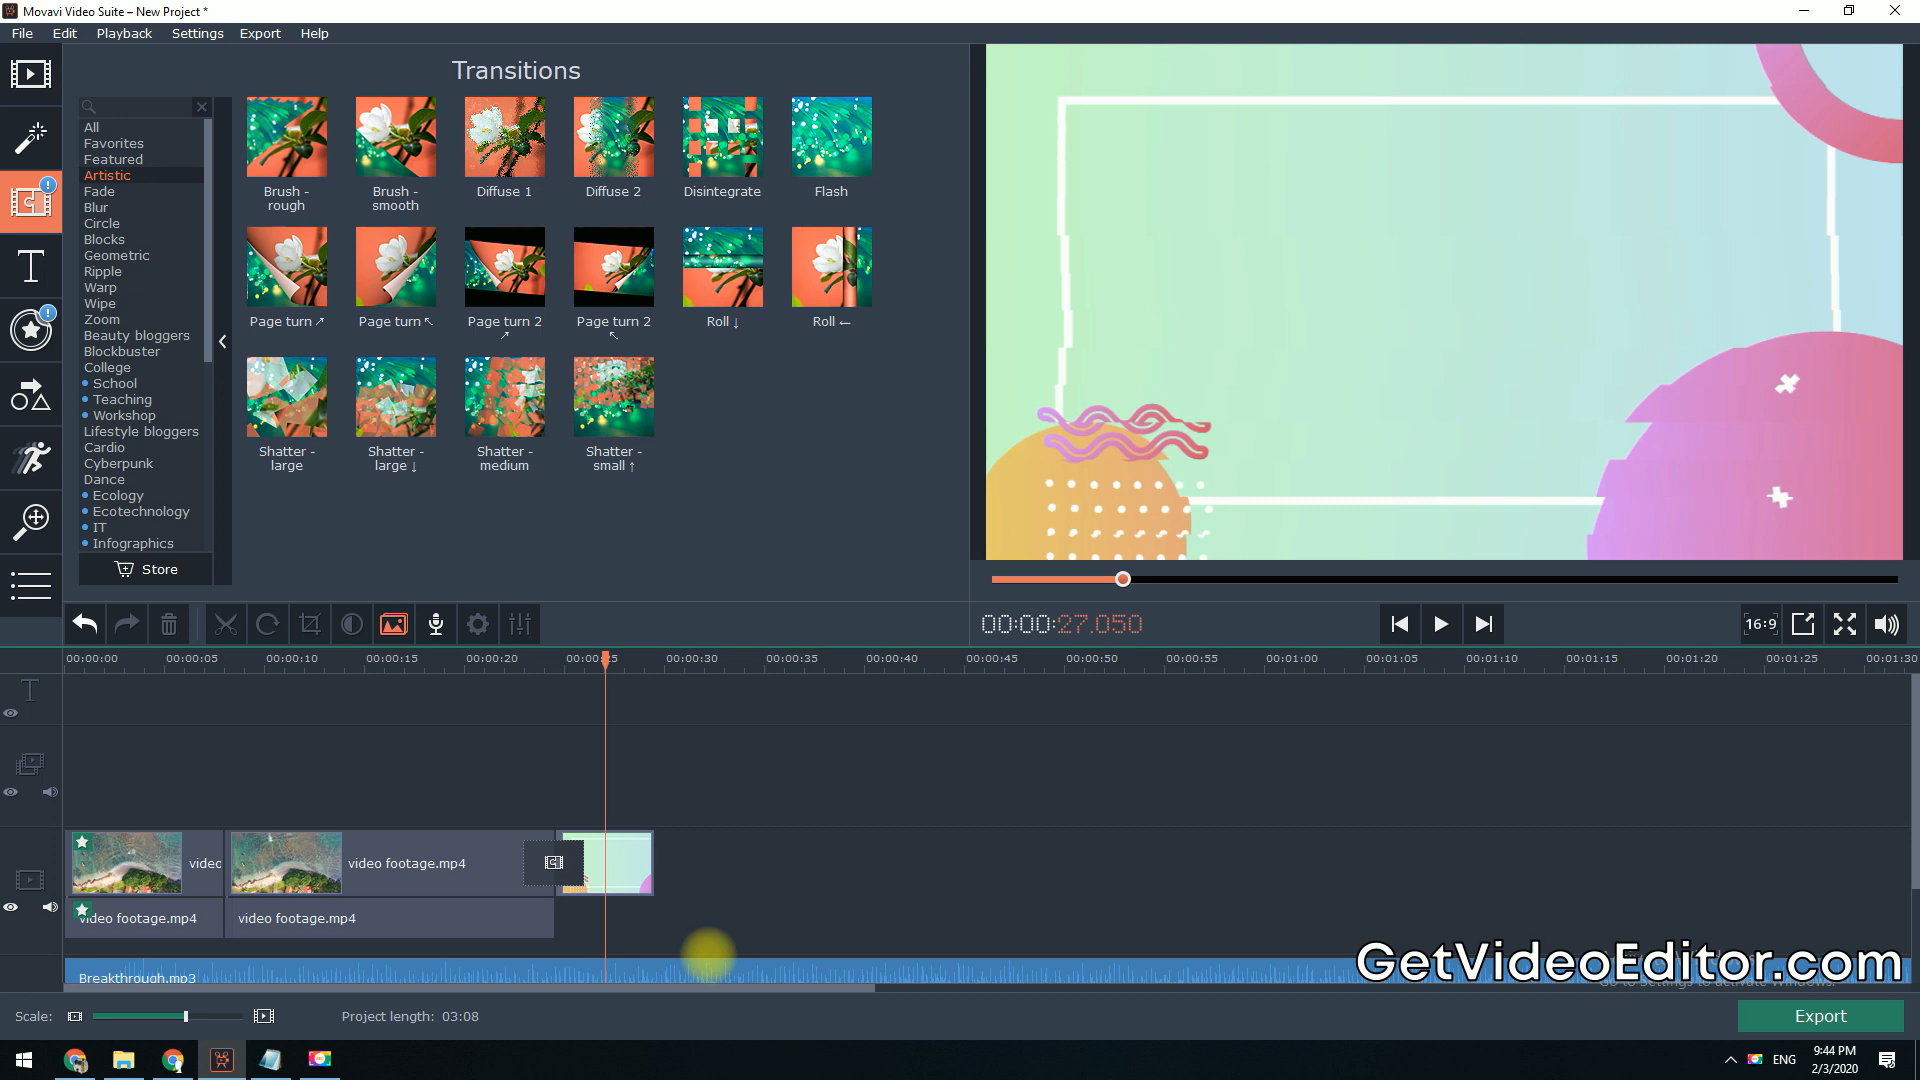 Movavi Video Suite – New Project *
File Edit Playback Settings Export Help
Transitions
All
Favorites
Featured
Artistic
Fade
Blur
Circle
Blocks
Geometric
Ripple
Warp
Wipe
Zoom
Beauty bloggers
Blockbuster
College
School
Teaching
Workshop
Lifestyle bloggers
Cardio
Cyberpunk
Dance
Ecology
Ecotechnology
IT
Infographics
Store
Brush - rough
Brush - smooth
Diffuse 1
Diffuse 2
Disintegrate
Flash
Page turn ↗
Page turn ↖
Page turn 2 ↗
Page turn 2 ↖
Roll ↓
Roll ←
Shatter - large
Shatter - large ↓
Shatter - medium
Shatter - small ↑
00:00:27.050
16:9
00:00:00 00:00:05 00:00:10 00:00:15 00:00:20 00:00:30 00:00:35 00:00:40 00:00:45 00:00:50 00:00:55 00:01:00 00:01:05 00:01:10 00:01:15 00:01:20 00:01:25 00:01:30
video footage.mp4
video footage.mp4 video footage.mp4
Breakthrough.mp3
GetVideoEditor.com
Go to Settings to activate Windows.
Scale: Project length: 03:08
Export
ENG
9:44 PM
2/3/2020